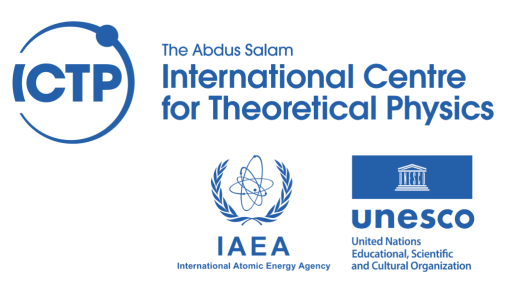 ICTP
The Abdus Salam
International Centre
for Theoretical Physics
IAEA
International Atomic Energy Agency
UNESCO
unesco
United Nations
Educational, Scientific
and Cultural Organization